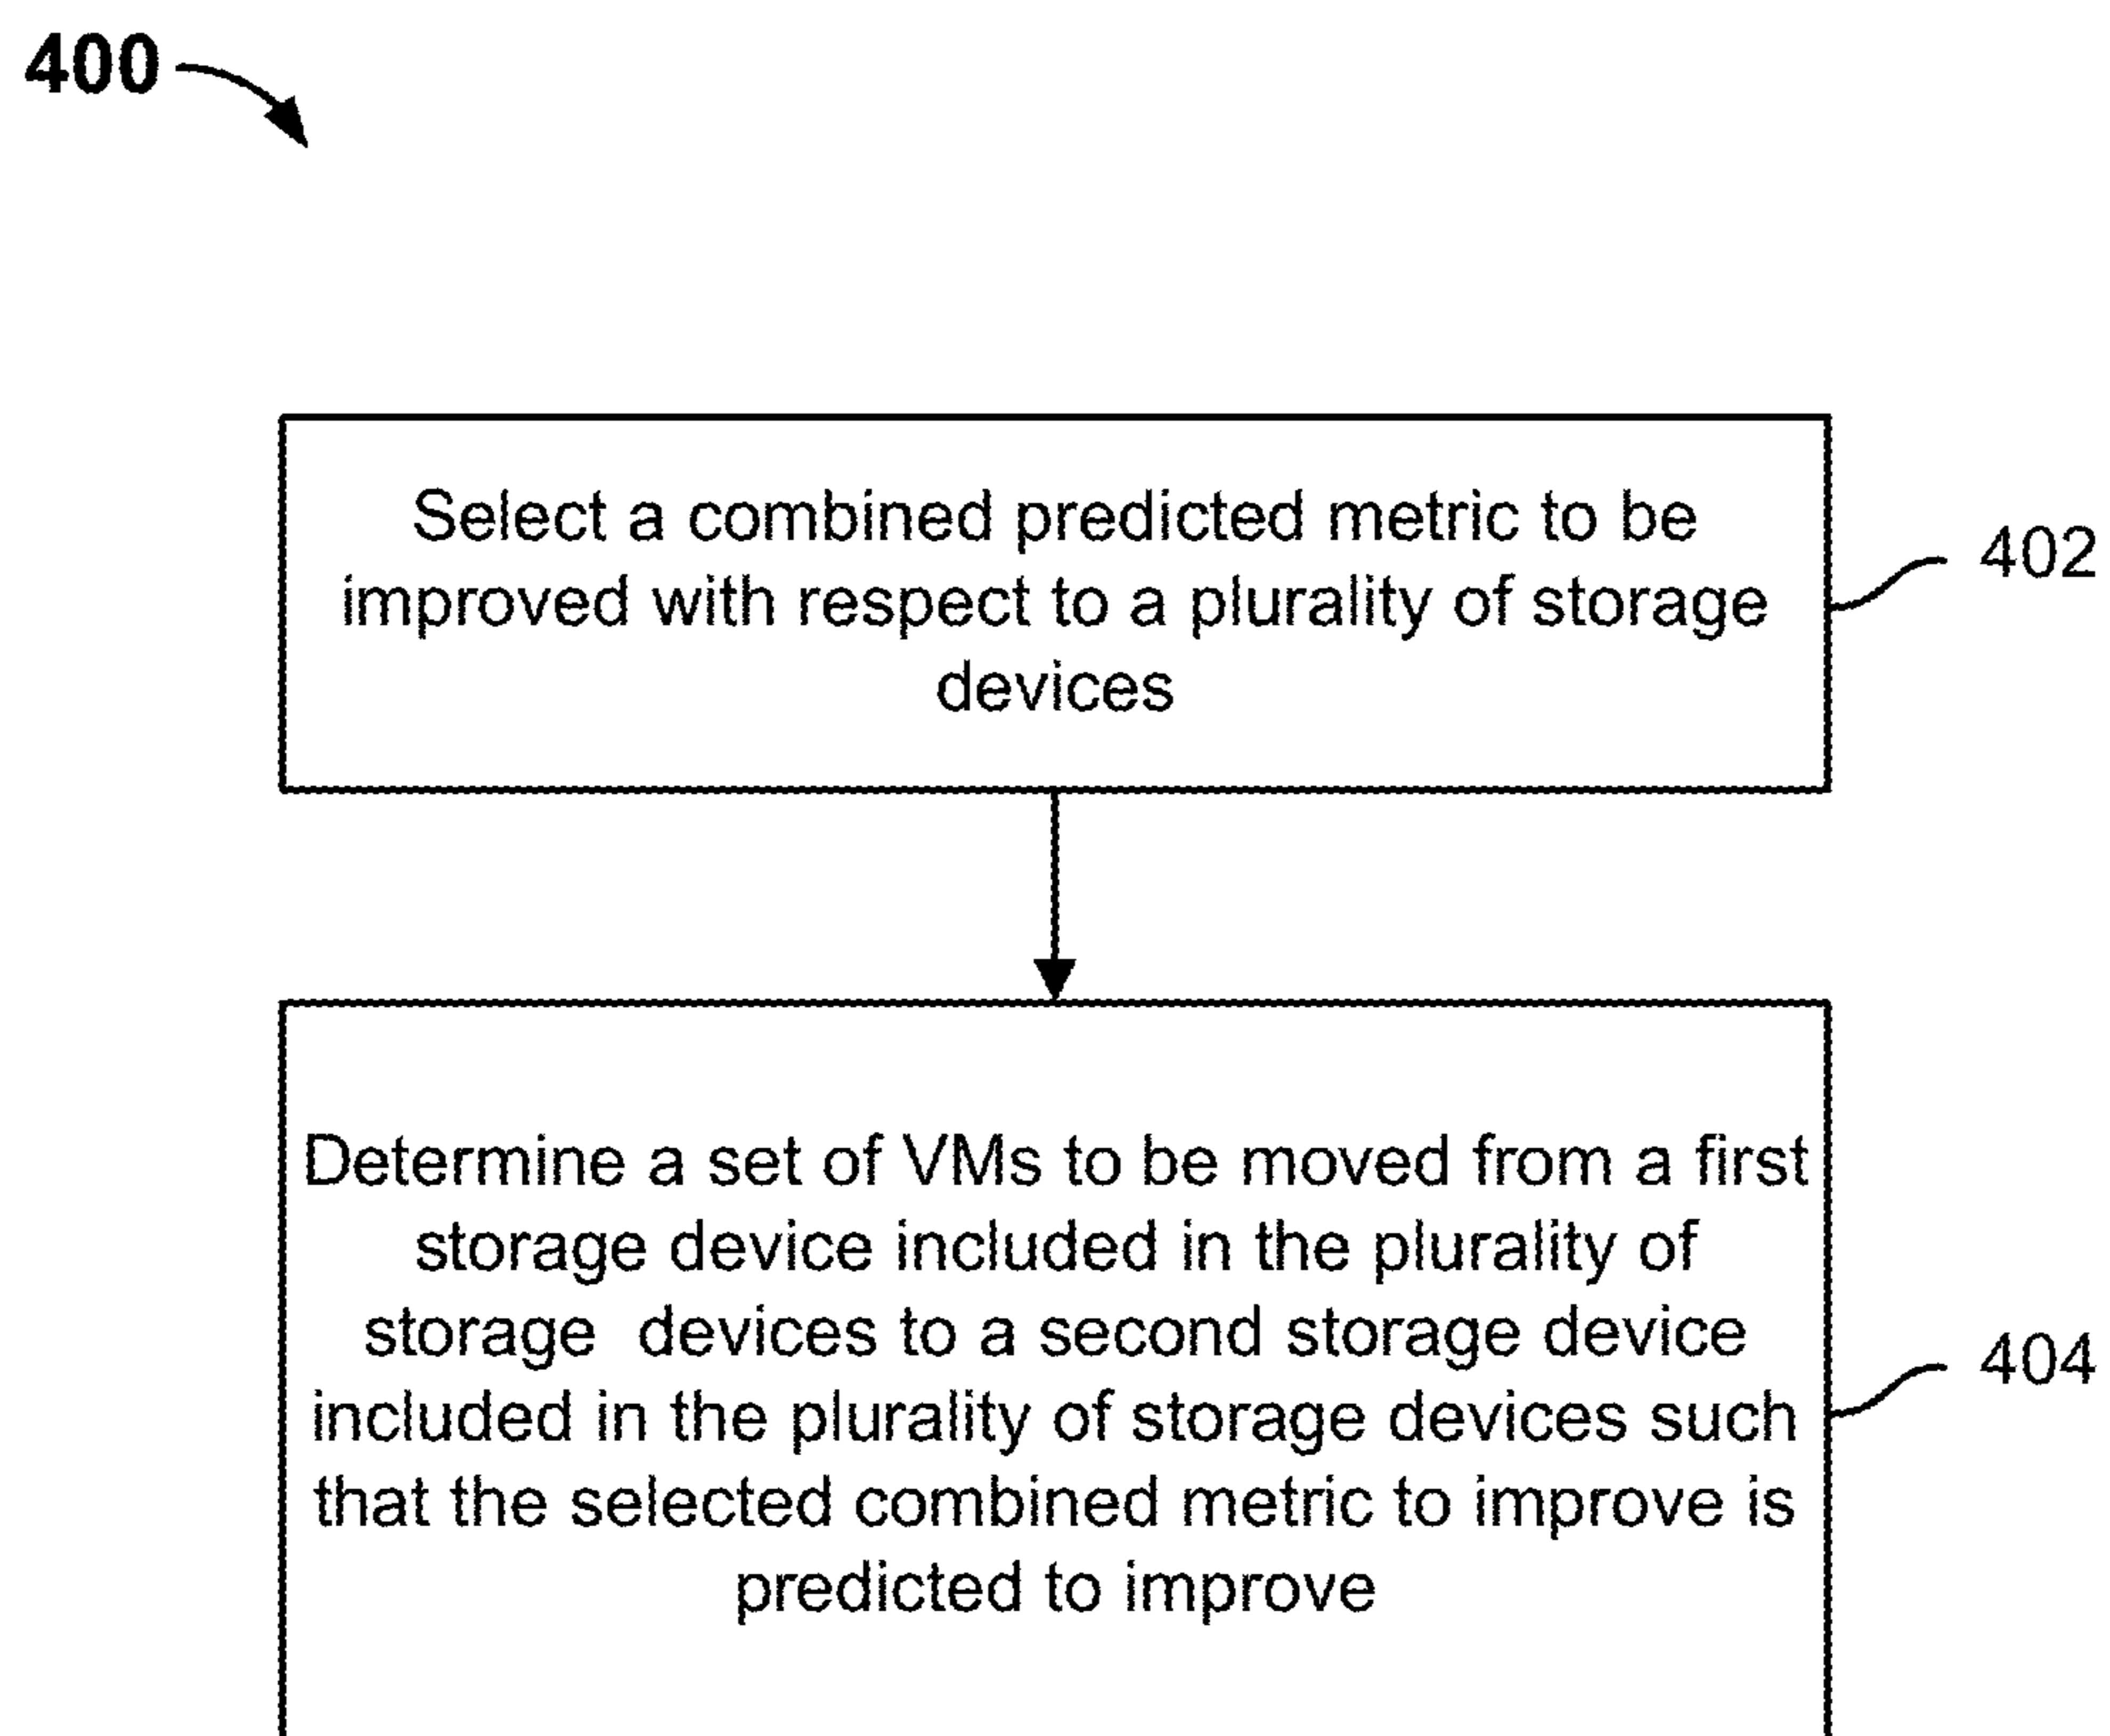 400
Select a combined predicted metric to be
improved with respect to a plurality of storage
devices
402
Determine a set of VMs to be moved from a first
storage device included in the plurality of
storage  devices to a second storage device
included in the plurality of storage devices such
that the selected combined metric to improve is
predicted to improve
404